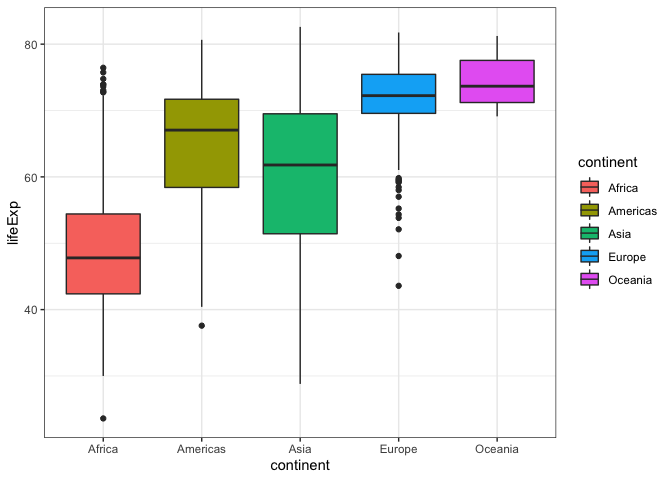 80
60
40
lifeExp
Africa Americas Asia Europe Oceania
continent
continent
Africa
Americas
Asia
Europe
Oceania